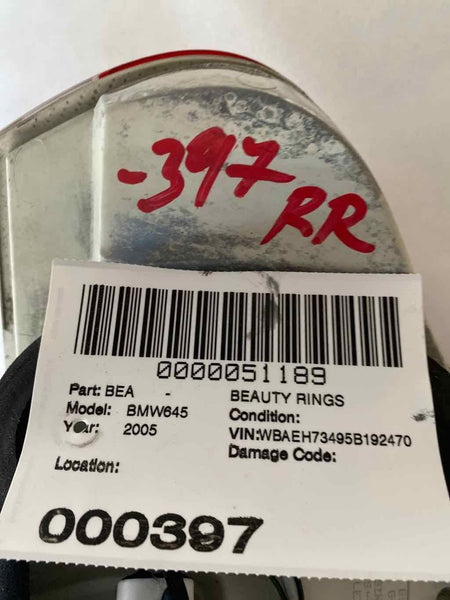 -397
RR
0000051189
Part: BEA - BEAUTY RINGS
Model: BMW645 Condition:
Year: 2005 VIN:WBAEH73495B192470
Location: Damage Code:
000397